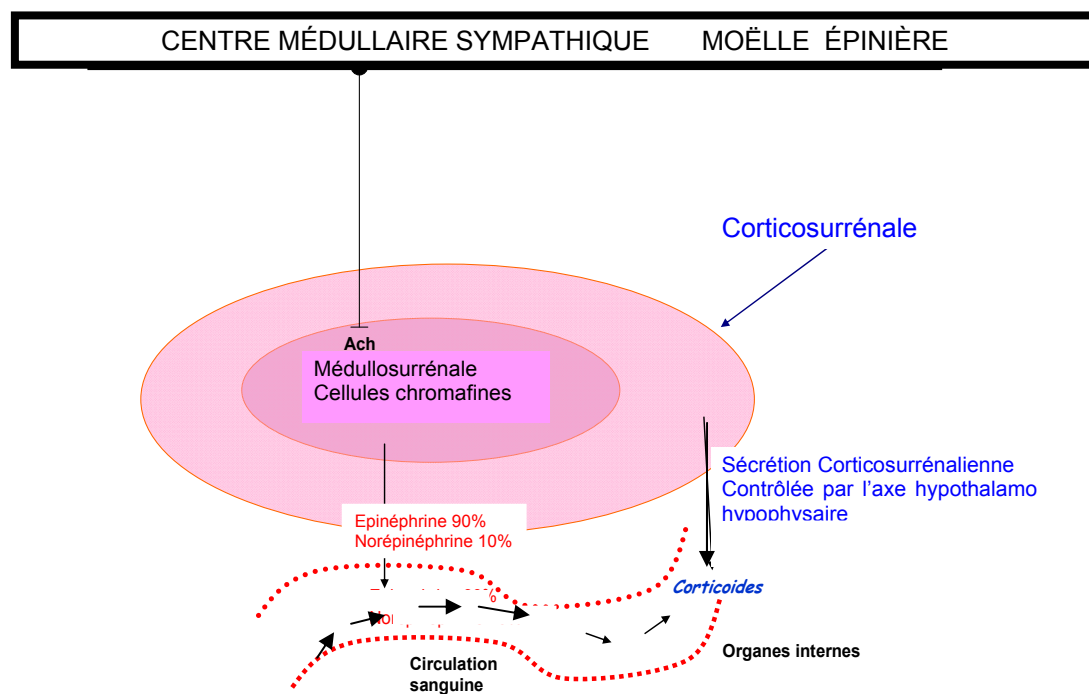 CENTRE MÉDULLAIRE SYMPATHIQUE MOËLLE ÉPINIÈRE
Corticosurrénale
Ach
Médullosurrénale
Cellules chromafines
Sécrétion Corticosurrénalienne
Contrôlée par l'axe hypothalamo
hypophysaire
Epinéphrine 90%
Norépinéphrine 10%
Corticoides
Organes internes
Circulation
sanguine